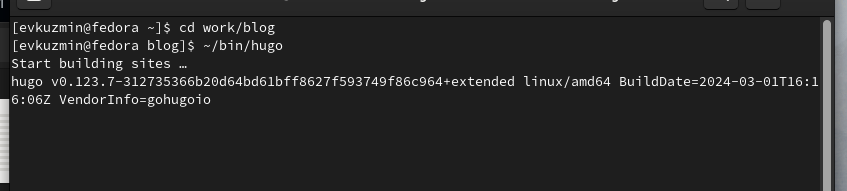 [evkuzmin@fedora ~]$ cd work/blog
[evkuzmin@fedora blog]$ ~/bin/hugo
Start building sites …
hugo v0.123.7-312735366b20d64bd61bff8627f593749f86c964+extended linux/amd64 BuildDate=2024-03-01T16:1
6:06Z VendorInfo=gohugoio